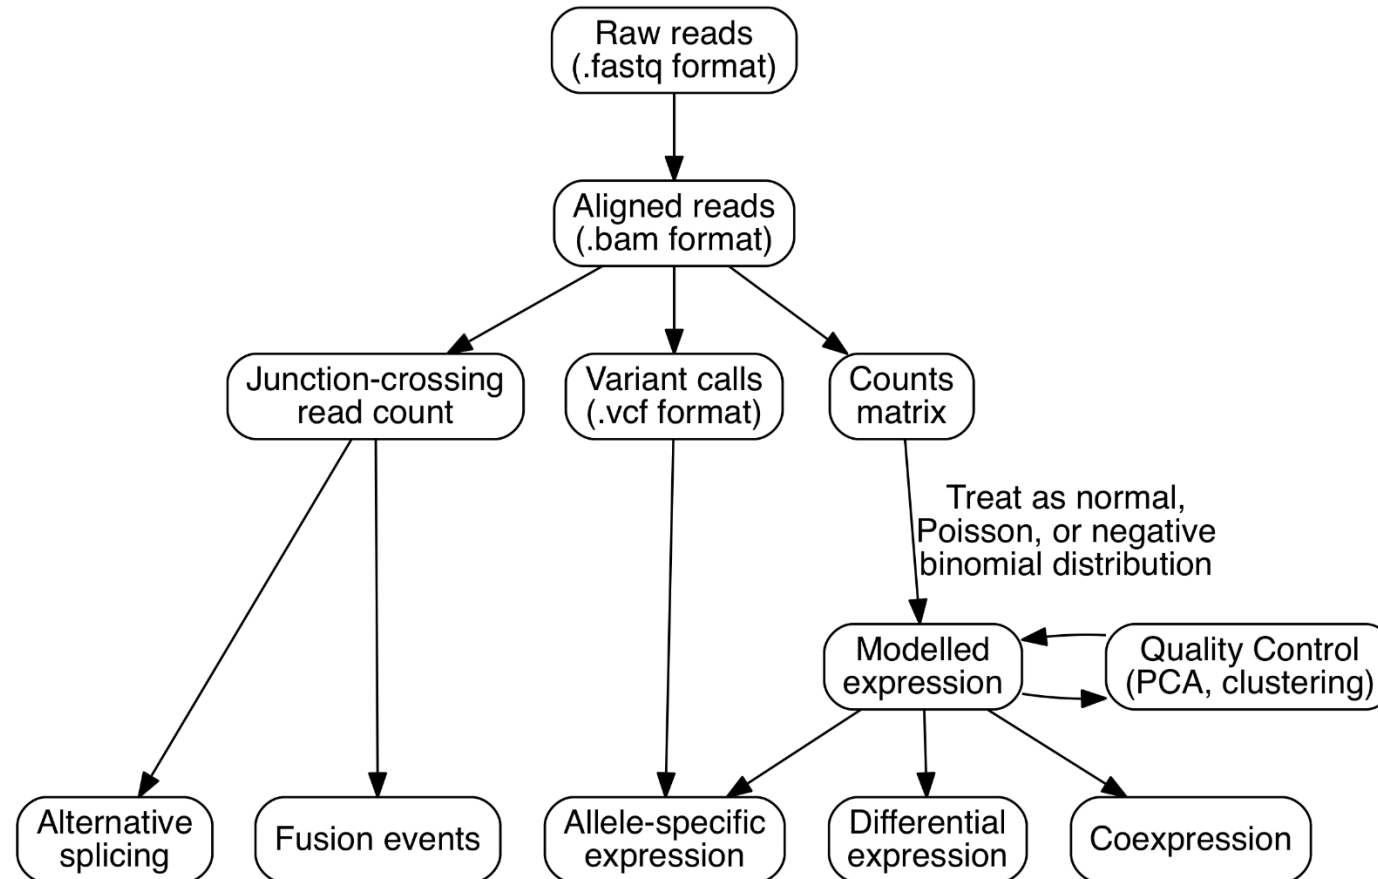 Raw reads
(.fastq format)
Aligned reads
(.bam format)
Junction-crossing
read count
Variant calls
(.vcf format)
Counts
matrix
Treat as normal,
Poisson, or negative
binomial distribution
Modelled
expression
Quality Control
(PCA, clustering)
Alternative
splicing
Fusion events
Allele-specific
expression
Differential
expression
Coexpression